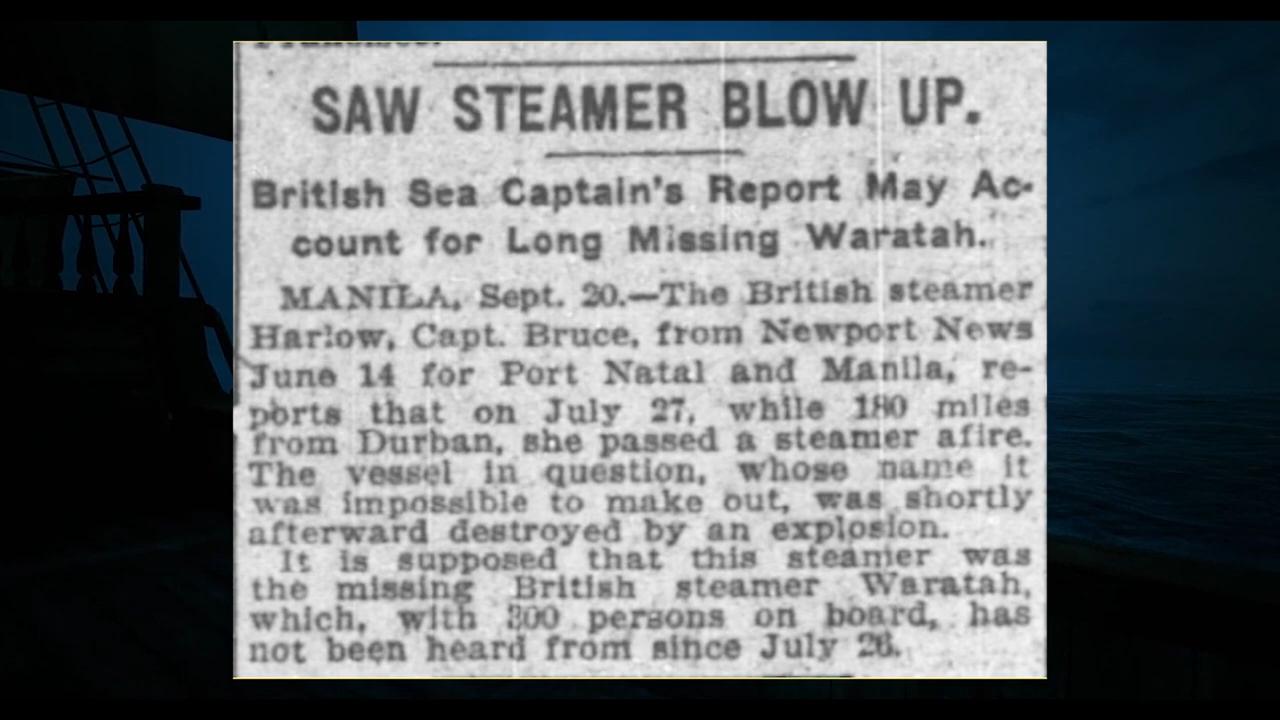 SAW STEAMER BLOW UP.
British Sea Captain's Report May Ac-
count for Long Missing Waratah.
MANILA, Sept. 20.—The British steamer
Harlow, Capt. Bruce, from Newport News
June 14 for Port Natal and Manila, re-
ports that on July 27, while 180 miles
from Durban, she passed a steamer afire.
The vessel in question, whose name it
was impossible to make out, was shortly
afterward destroyed by an explosion.
It is supposed that this steamer was
the missing British steamer Waratah,
which, with 300 persons on board, has
not been heard from since July 26.